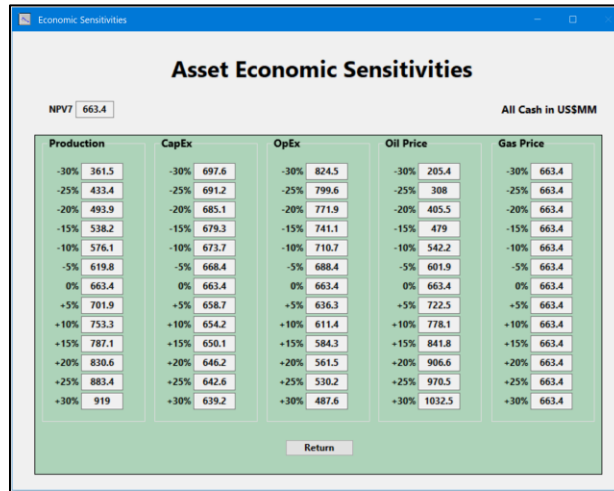 Economic Sensitivities
Asset Economic Sensitivities
NPV7 663.4 All Cash in US$MM
Production CapEx OpEx Oil Price Gas Price
-30% 361.5 -30% 697.6 -30% 824.5 -30% 205.4 -30% 663.4
-25% 433.4 -25% 691.2 -25% 799.6 -25% 308 -25% 663.4
-20% 493.9 -20% 685.1 -20% 771.9 -20% 405.5 -20% 663.4
-15% 538.2 -15% 679.3 -15% 741.1 -15% 479 -15% 663.4
-10% 576.1 -10% 673.7 -10% 710.7 -10% 542.2 -10% 663.4
-5% 619.8 -5% 668.4 -5% 688.4 -5% 601.9 -5% 663.4
0% 663.4 0% 663.4 0% 663.4 0% 663.4 0% 663.4
+5% 701.9 +5% 658.7 +5% 636.3 +5% 722.5 +5% 663.4
+10% 753.3 +10% 654.2 +10% 611.4 +10% 778.1 +10% 663.4
+15% 787.1 +15% 650.1 +15% 584.3 +15% 841.8 +15% 663.4
+20% 830.6 +20% 646.2 +20% 561.5 +20% 906.6 +20% 663.4
+25% 883.4 +25% 642.6 +25% 530.2 +25% 970.5 +25% 663.4
+30% 919 +30% 639.2 +30% 487.6 +30% 1032.5 +30% 663.4
Return